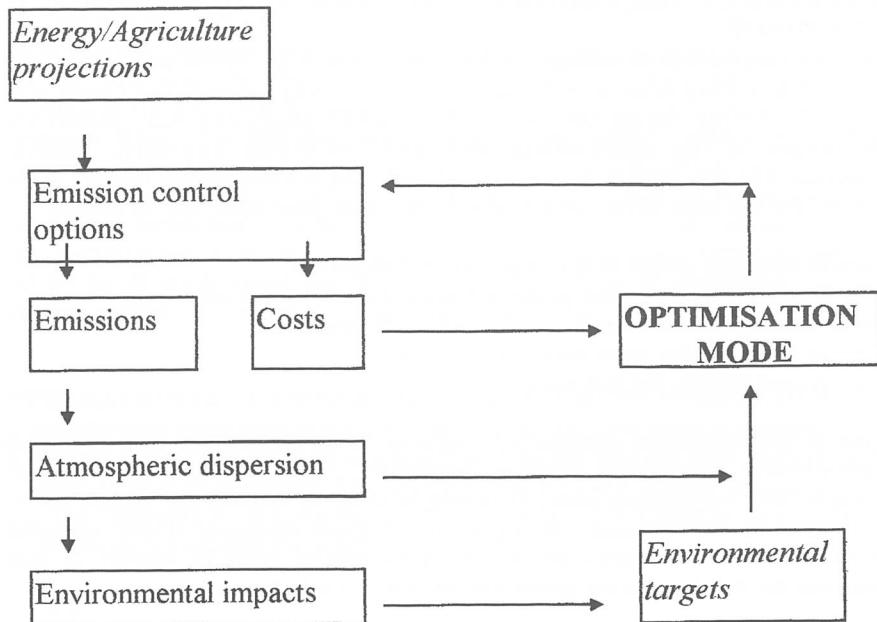 Energy/Agriculture
projections
Emission control
options
Emissions
Costs
OPTIMISATION
MODE
Atmospheric dispersion
Environmental
targets
Environmental impacts